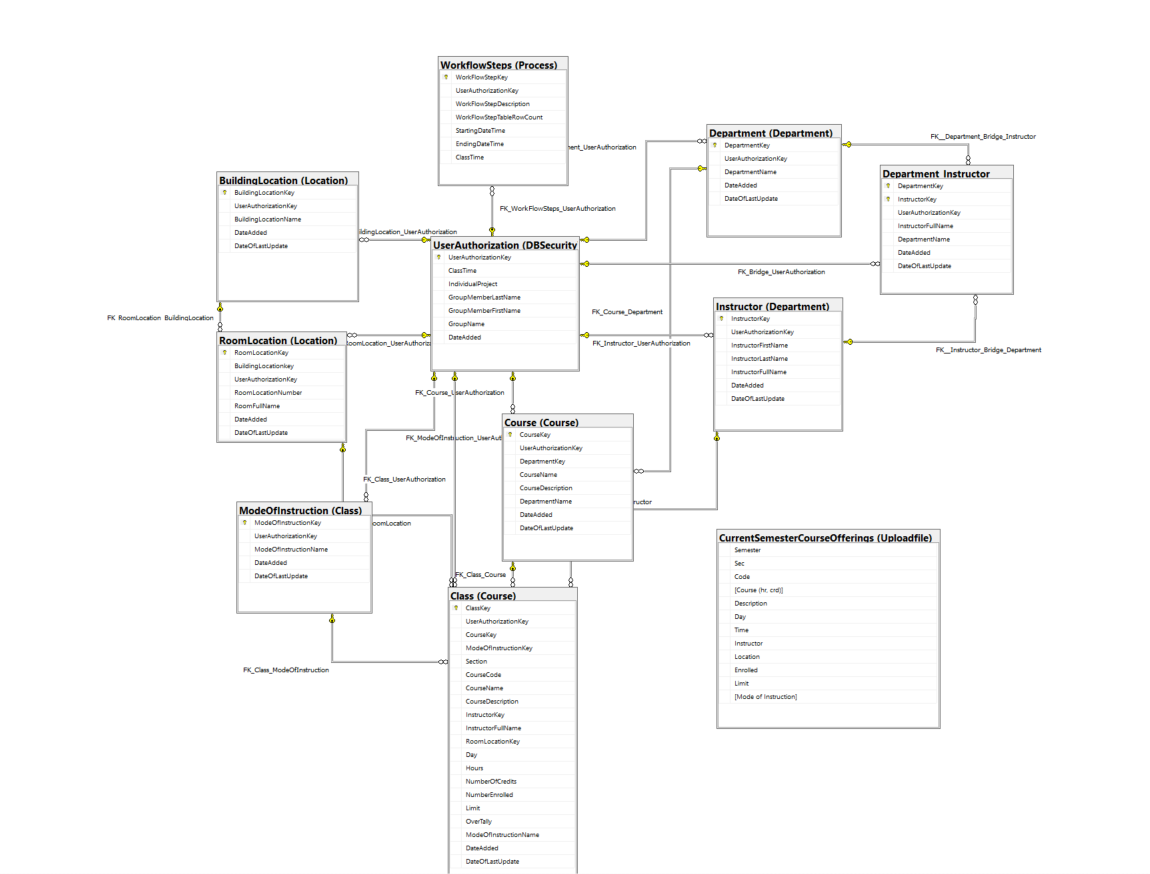 WorkflowSteps (Process)
WorkFlowStepKey
UserAuthorizationKey
WorkFlowStepDescription
WorkFlowStepTableRowCount
StartingDateTime
EndingDateTime
ClassTime
FK_WorkFlowSteps_UserAuthorization
ent_UserAuthorization
Department (Department)
DepartmentKey
UserAuthorizationKey
DepartmentName
DateAdded
DateOfLastUpdate
FK__Department_Bridge_Instructor
Department_Instructor
DepartmentKey
InstructorKey
UserAuthorizationKey
InstructorFullName
DepartmentName
DateAdded
DateOfLastUpdate
BuildingLocation (Location)
BuildingLocationKey
UserAuthorizationKey
BuildingLocationName
DateAdded
DateOfLastUpdate
ildingLocation_UserAuthorization
UserAuthorization (DBSecurity
UserAuthorizationKey
ClassTime
IndividualProject
GroupMemberLastName
GroupMemberFirstName
GroupName
DateAdded
FK_Bridge_UserAuthorization
FK_Course_Department
FK_Instructor_UserAuthorization
Instructor (Department)
InstructorKey
UserAuthorizationKey
InstructorFirstName
InstructorLastName
InstructorFullName
DateAdded
DateOfLastUpdate
FK__Instructor_Bridge_Department
FK_RoomLocation_BuildingLocation
RoomLocation (Location)
RoomLocationKey
BuildingLocationkey
UserAuthorizationKey
RoomLocationNumber
RoomFullName
DateAdded
DateOfLastUpdate
oomLocation_UserAuthoriza
FK_Course_UserAuthorization
FK_ModeOfInstruction_UserAut
FK_Class_UserAuthorization
Course (Course)
CourseKey
UserAuthorizationKey
DepartmentKey
CourseName
CourseDescription
DepartmentName
DateAdded
DateOfLastUpdate
ructor
ModeOfInstruction (Class)
ModeOfInstructionKey
UserAuthorizationKey
ModeOfInstructionName
DateAdded
DateOfLastUpdate
oomLocation
FK_Class_Course
FK_Class_ModeOfInstruction
Class (Course)
ClassKey
UserAuthorizationKey
CourseKey
ModeOfInstructionKey
Section
CourseCode
CourseName
CourseDescription
InstructorKey
InstructorFullName
RoomLocationKey
Day
Hours
NumberOfCredits
NumberEnrolled
Limit
OverTally
ModeOfInstructionName
DateAdded
DateOfLastUpdate
CurrentSemesterCourseOfferings (Uploadfile)
Semester
Sec
Code
[Course (hr, crd)]
Description
Day
Time
Instructor
Location
Enrolled
Limit
[Mode of Instruction]